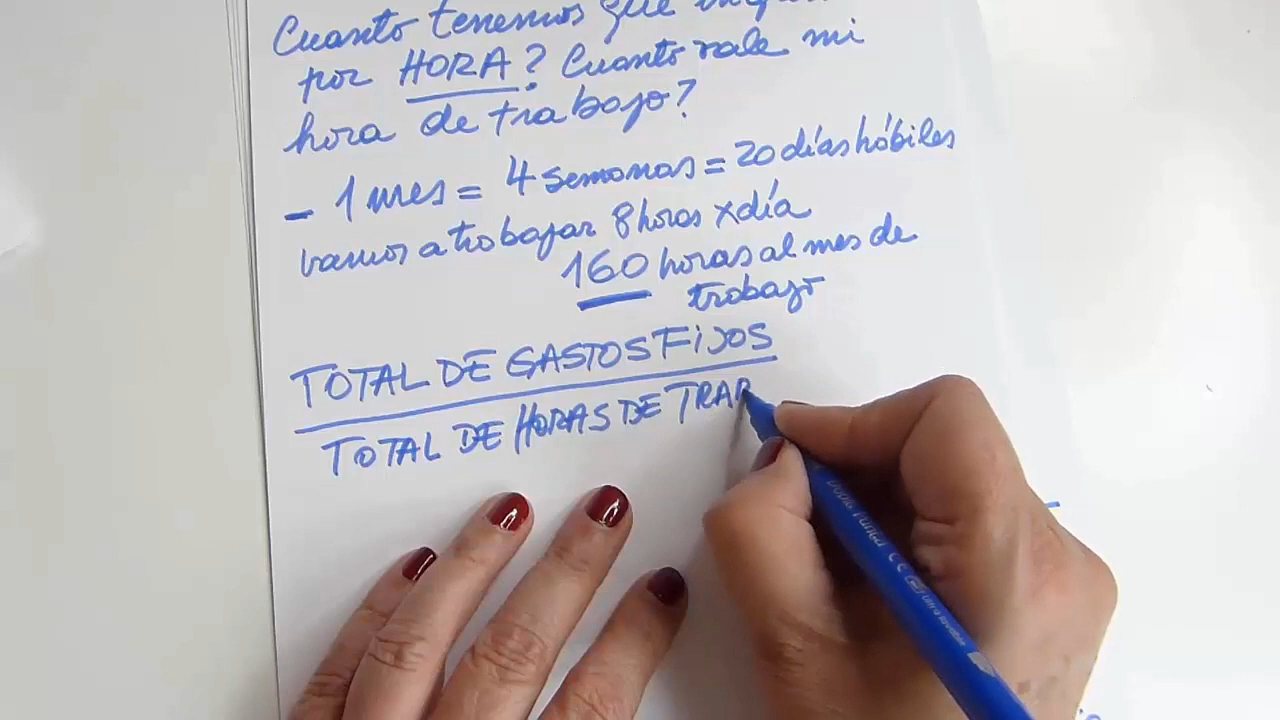 Cuanto tenemos que
por HORA? Cuanto vale mi
hora de trabajo?
- 1 mes = 4 semanas = 20 días hábiles
vamos a trabajar 8 horas x día
160 horas al mes de
trabajo
TOTAL DE GASTOS FIJOS
TOTAL DE HORAS DE TRAB